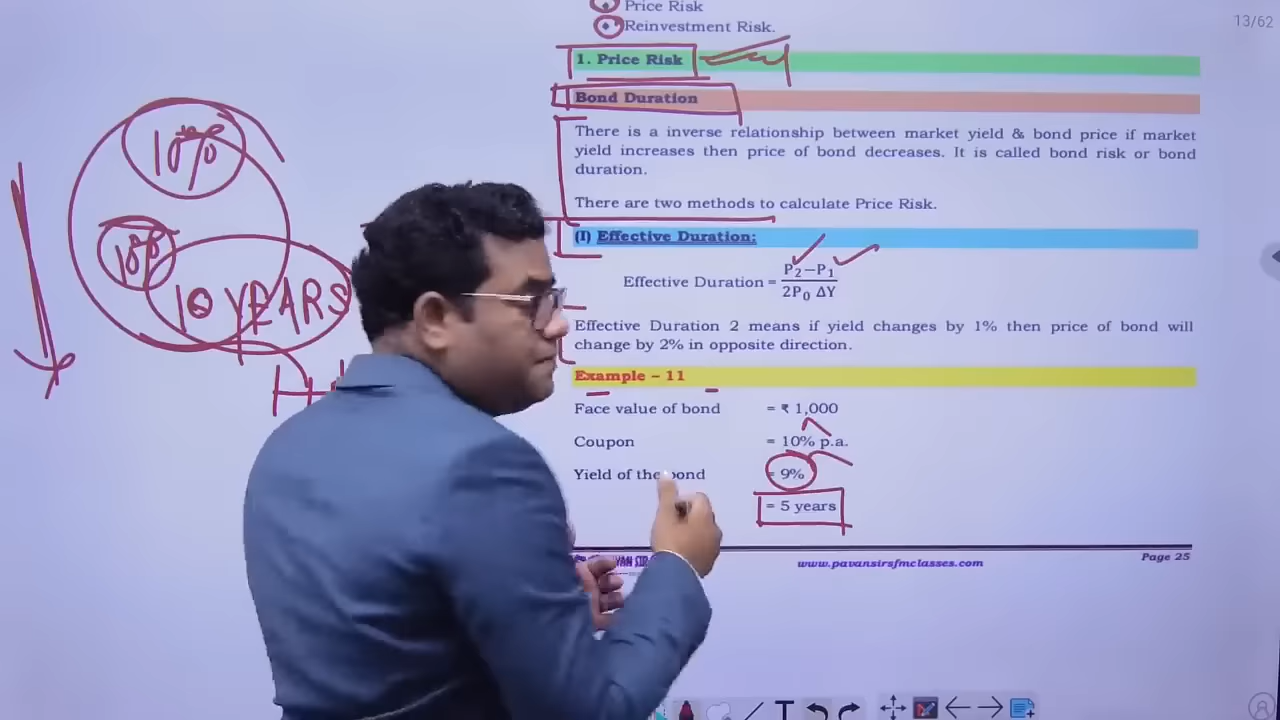 Price Risk
13/62
Reinvestment Risk.
1. Price Risk
Bond Duration
There is a inverse relationship between market yield & bond price if market
yield increases then price of bond decreases. It is called bond risk or bond
duration.
There are two methods to calculate Price Risk.
(I) Effective Duration:
Effective Duration = P₂–P₁ / 2P₀ ΔY
Effective Duration 2 means if yield changes by 1% then price of bond will
change by 2% in opposite direction.
Example – 11
Face value of bond = ₹ 1,000
Coupon = 10% p.a.
Yield of the bond = 9%
= 5 years
www.pavansirsfmclasses.com
Page 25
10%
10 YEARS